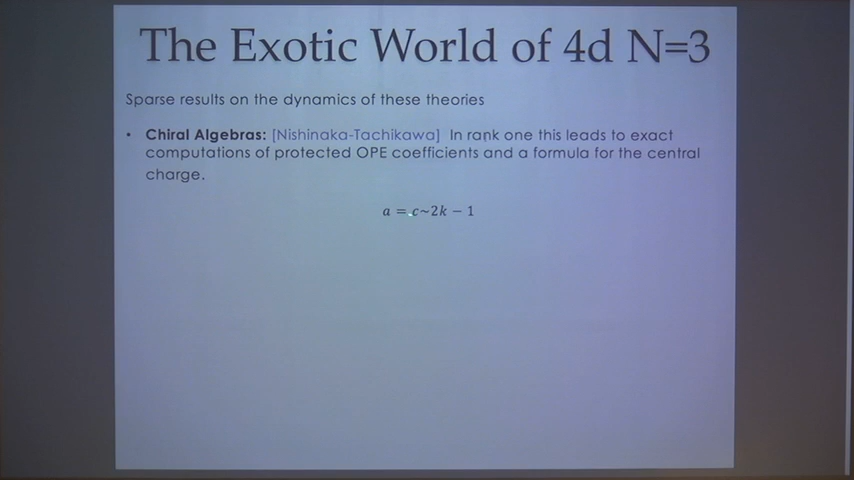 The Exotic World of 4d N=3
Sparse results on the dynamics of these theories
• Chiral Algebras: [Nishinaka-Tachikawa] In rank one this leads to exact
computations of protected OPE coefficients and a formula for the central
charge.
a = c~2k − 1